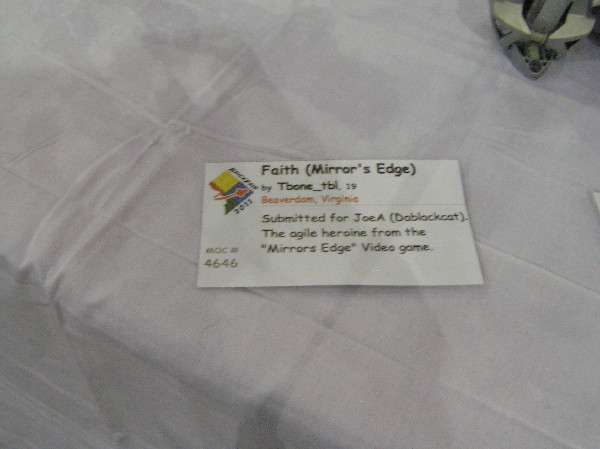 Faith (Mirror's Edge)
by Tbone_tbl, 19
Beaverdam, Virginia
Submitted for JoeA (Dablackcat).
The agile heroine from the
"Mirrors Edge" Video game.
MOC #
4646
2011